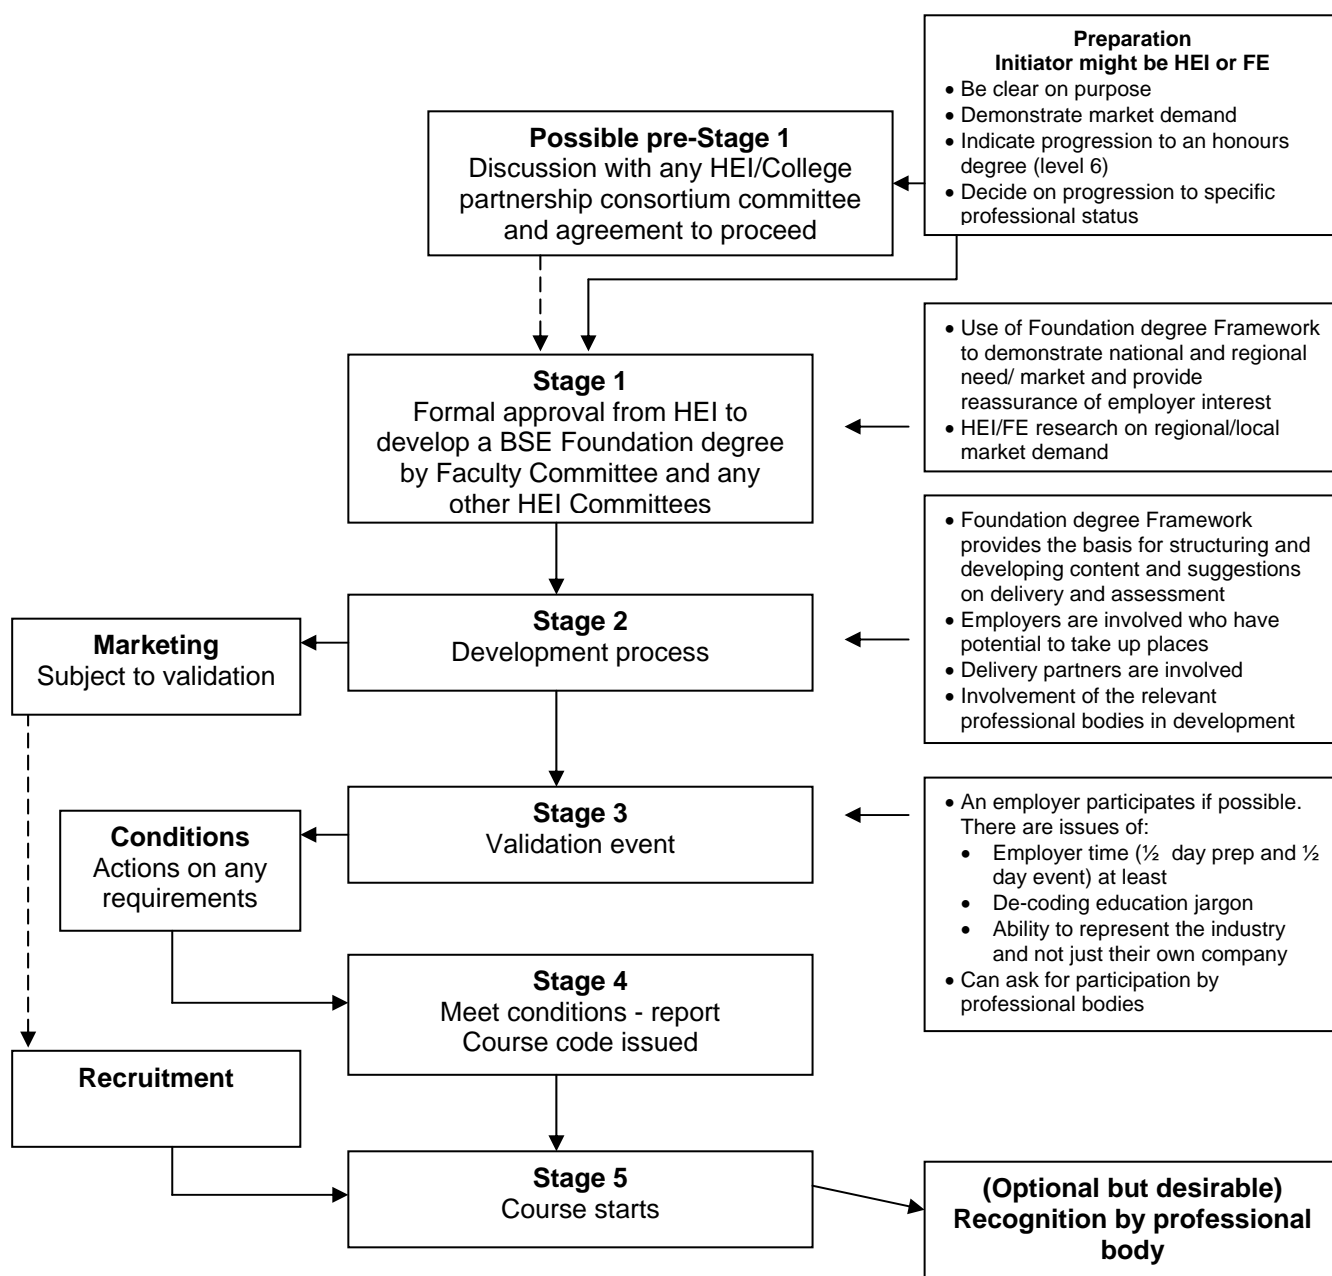 Preparation
Initiator might be HEI or FE
• Be clear on purpose
• Demonstrate market demand
• Indicate progression to an honours
degree (level 6)
• Decide on progression to specific
professional status
Possible pre-Stage 1
Discussion with any HEI/College
partnership consortium committee
and agreement to proceed
Stage 1
Formal approval from HEI to
develop a BSE Foundation degree
by Faculty Committee and any
other HEI Committees
• Use of Foundation degree Framework
to demonstrate national and regional
need/ market and provide
reassurance of employer interest
• HEI/FE research on regional/local
market demand
Stage 2
Development process
• Foundation degree Framework
provides the basis for structuring and
developing content and suggestions
on delivery and assessment
• Employers are involved who have
potential to take up places
• Delivery partners are involved
• Involvement of the relevant
professional bodies in development
Marketing
Subject to validation
Stage 3
Validation event
• An employer participates if possible.
There are issues of:
• Employer time (½ day prep and ½
day event) at least
• De-coding education jargon
• Ability to represent the industry
and not just their own company
• Can ask for participation by
professional bodies
Conditions
Actions on any
requirements
Stage 4
Meet conditions - report
Course code issued
Recruitment
Stage 5
Course starts
(Optional but desirable)
Recognition by professional
body